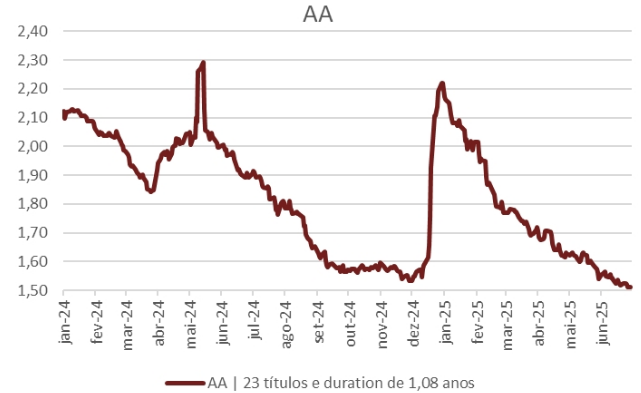 AA
2,40
2,30
2,20
2,10
2,00
1,90
1,80
1,70
1,60
1,50
jan-24
fev-24
mar-24
abr-24
mai-24
jun-24
jul-24
ago-24
set-24
out-24
nov-24
dez-24
jan-25
fev-25
mar-25
abr-25
mai-25
jun-25
AA | 23 títulos e duration de 1,08 anos